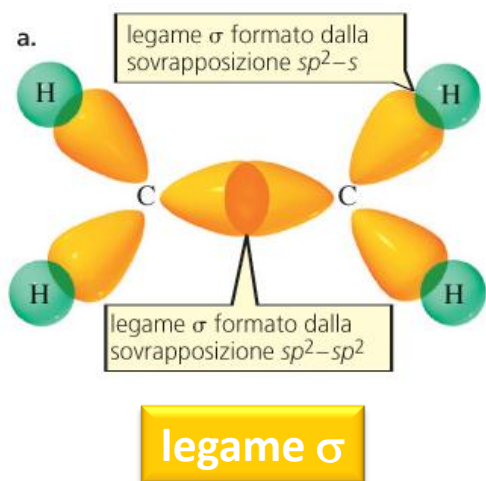 a.
legame σ formato dalla
sovrapposizione sp²–s
H
H
C
C
H
H
legame σ formato dalla
sovrapposizione sp²–sp²
legame σ